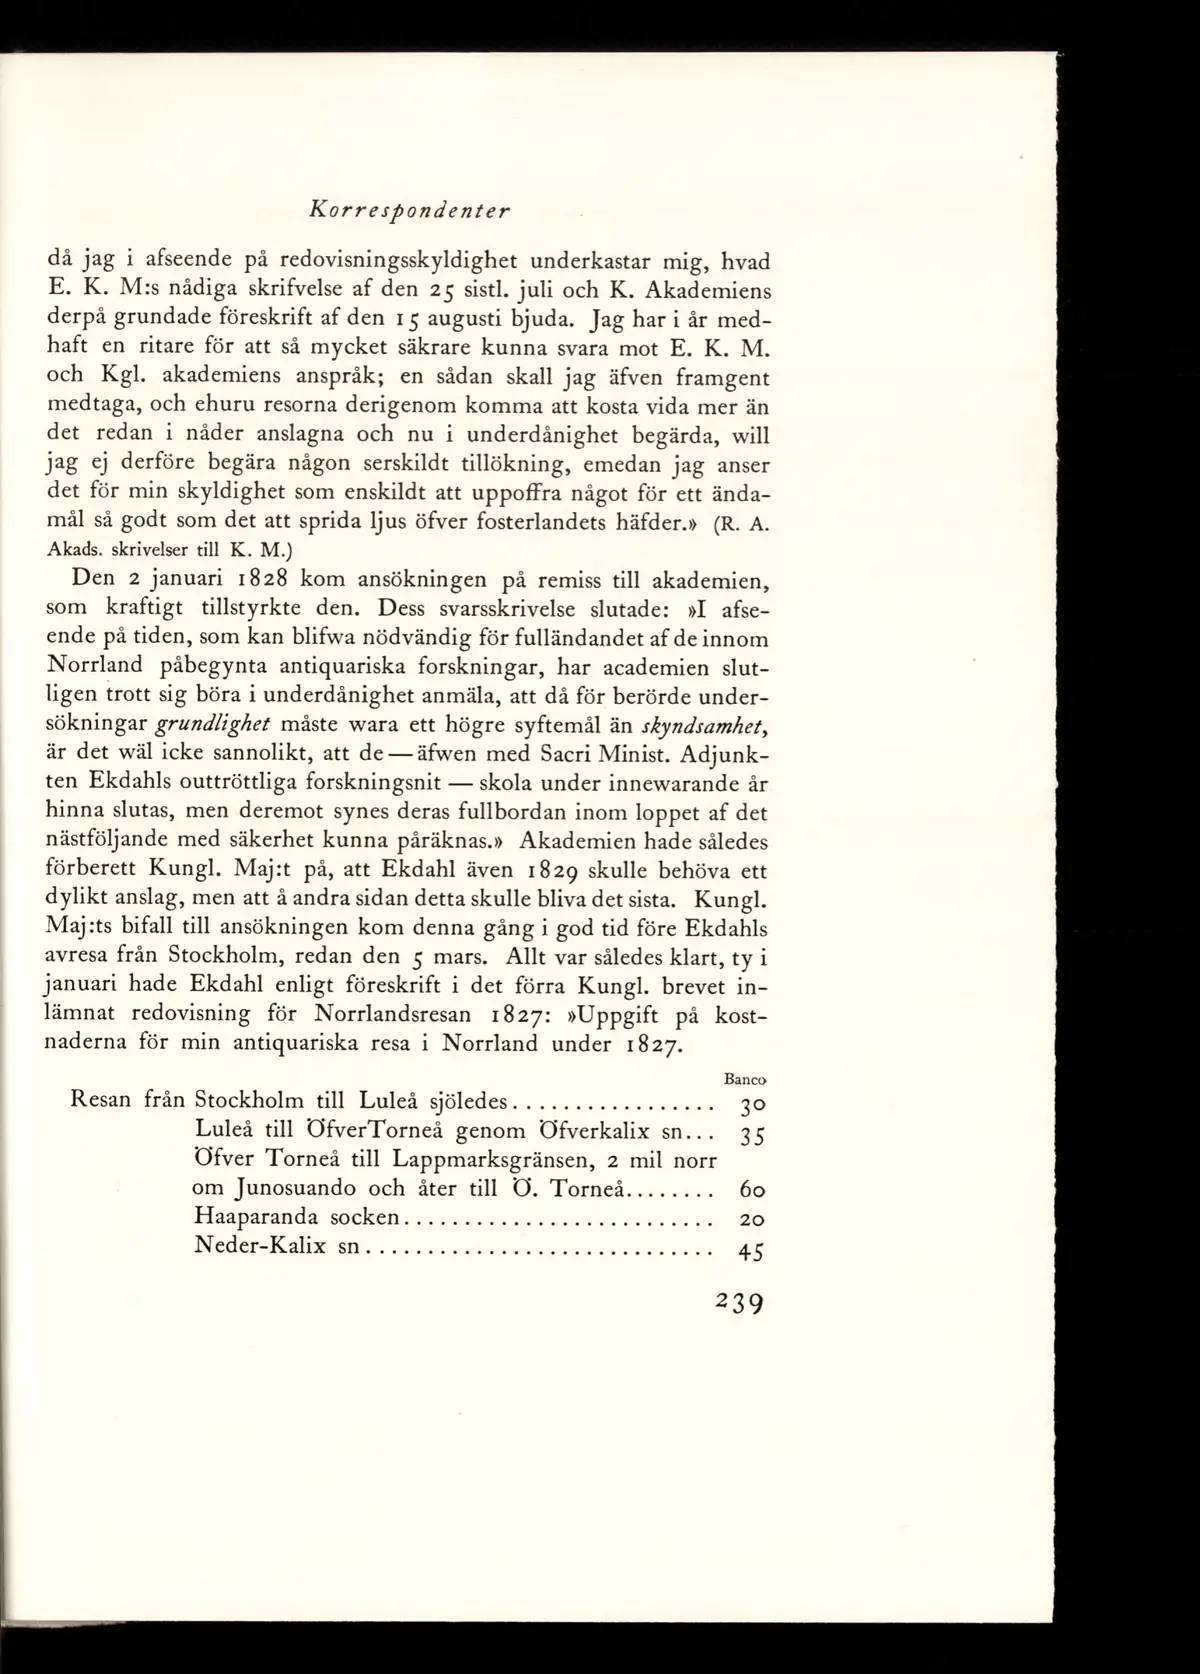 Korrespondenter
då jag i afseende på redovisningsskyldighet underkastar mig, hvad
E. K. M:s nådiga skrifvelse af den 25 sistl. juli och K. Akademiens
derpå grundade föreskrift af den 15 augusti bjuda. Jag har i år med-
haft en ritare för att så mycket säkrare kunna svara mot E. K. M.
och Kgl. akademiens anspråk; en sådan skall jag äfven framgent
medtaga, och ehuru resorna derigenom komma att kosta vida mer än
det redan i nåder anslagna och nu i underdånighet begärda, will
jag ej derföre begära någon serskildt tillökning, emedan jag anser
det för min skyldighet som enskildt att uppoffra något för ett ända-
mål så godt som det att sprida ljus öfver fosterlandets häfder.» (R. A.
Akads. skrivelser till K. M.)
Den 2 januari 1828 kom ansökningen på remiss till akademien,
som kraftigt tillstyrkte den. Dess svarsskrivelse slutade: »I afse-
ende på tiden, som kan blifwa nödvändig för fulländandet af de innom
Norrland påbegynta antiquariska forskningar, har academien slut-
ligen trott sig böra i underdånighet anmäla, att då för berörde under-
sökningar grundlighet måste wara ett högre syftemål än skyndsamhet,
är det wäl icke sannolikt, att de — äfwen med Sacri Minist. Adjunk-
ten Ekdahls outtröttliga forskningsnit — skola under innewarande år
hinna slutas, men deremot synes deras fullbordan inom loppet af det
nästföljande med säkerhet kunna påräknas.» Akademien hade således
förberett Kungl. Maj:t på, att Ekdahl även 1829 skulle behöva ett
dylikt anslag, men att å andra sidan detta skulle bliva det sista. Kungl.
Maj:ts bifall till ansökningen kom denna gång i god tid före Ekdahls
avresa från Stockholm, redan den 5 mars. Allt var således klart, ty i
januari hade Ekdahl enligt föreskrift i det förra Kungl. brevet in-
lämnat redovisning för Norrlandsresan 1827: »Uppgift på kost-
naderna för min antiquariska resa i Norrland under 1827.
Banco
Resan från Stockholm till Luleå sjöledes................. 30
Luleå till ÖfverTorneå genom Öfverkalix sn... 35
Öfver Torneå till Lappmarksgränsen, 2 mil norr
om Junosuando och åter till Ö. Torneå........ 60
Haaparanda socken.......................... 20
Neder-Kalix sn.............................. 45
239